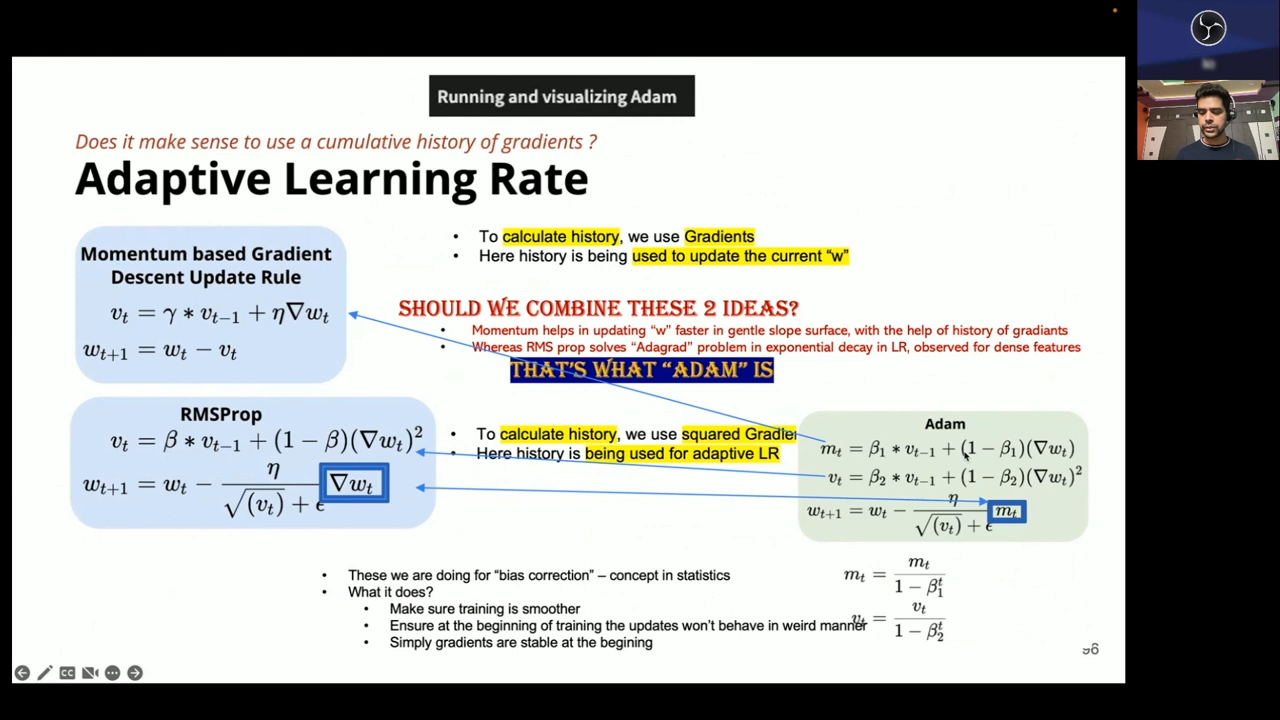 Running and visualizing Adam
Does it make sense to use a cumulative history of gradients ?
Adaptive Learning Rate
Momentum based Gradient
Descent Update Rule
v_t = γ * v_{t−1} + η∇w_t
w_{t+1} = w_t − v_t
• To calculate history, we use Gradients
• Here history is being used to update the current “w”
SHOULD WE COMBINE THESE 2 IDEAS?
• Momentum helps in updating “w” faster in gentle slope surface, with the help of history of gradiants
• Whereas RMS prop solves “Adagrad” problem in exponential decay in LR, observed for dense features
THAT’S WHAT “ADAM” IS
RMSProp
v_t = β * v_{t−1} + (1 − β)(∇w_t)^2
w_{t+1} = w_t − η / (√(v_t) + ϵ) ∇w_t
• To calculate history, we use squared Gradie
• Here history is being used for adaptive LR
Adam
m_t = β_1 * v_{t−1} + (1 − β_1)(∇w_t)
v_t = β_2 * v_{t−1} + (1 − β_2)(∇w_t)^2
w_{t+1} = w_t − η / (√(v_t) + ϵ) m_t
m_t = m_t / (1 − β_1^t)
v_t = v_t / (1 − β_2^t)
• These we are doing for “bias correction” – concept in statistics
• What it does?
• Make sure training is smoother
• Ensure at the beginning of training the updates won’t behave in weird manner
• Simply gradients are stable at the begining
CC